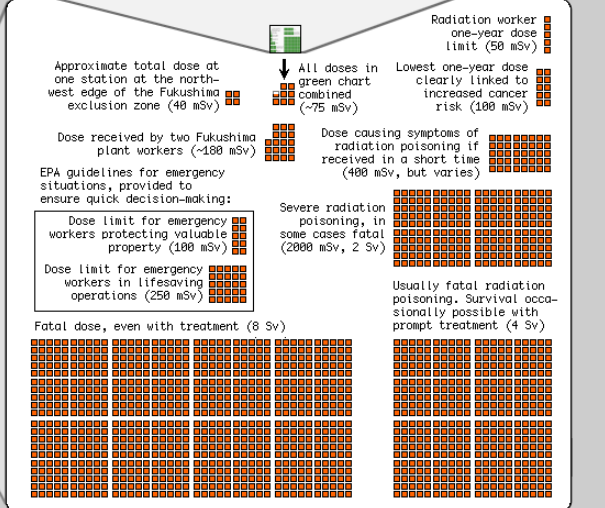 Radiation worker
one-year dose
limit (50 mSv)
Approximate total dose at
one station at the north-
west edge of the Fukushima
exclusion zone (40 mSv)
All doses in
green chart
combined
(~75 mSv)
Lowest one-year dose
clearly linked to
increased cancer
risk (100 mSv)
Dose received by two Fukushima
plant workers (~180 mSv)
Dose causing symptoms of
radiation poisoning if
received in a short time
(400 mSv, but varies)
EPA guidelines for emergency
situations, provided to
ensure quick decision-making:
Dose limit for emergency
workers protecting valuable
property (100 mSv)
Dose limit for emergency
workers in lifesaving
operations (250 mSv)
Severe radiation
poisoning, in
some cases fatal
(2000 mSv, 2 Sv)
Usually fatal radiation
poisoning. Survival occa-
sionally possible with
prompt treatment (4 Sv)
Fatal dose, even with treatment (8 Sv)